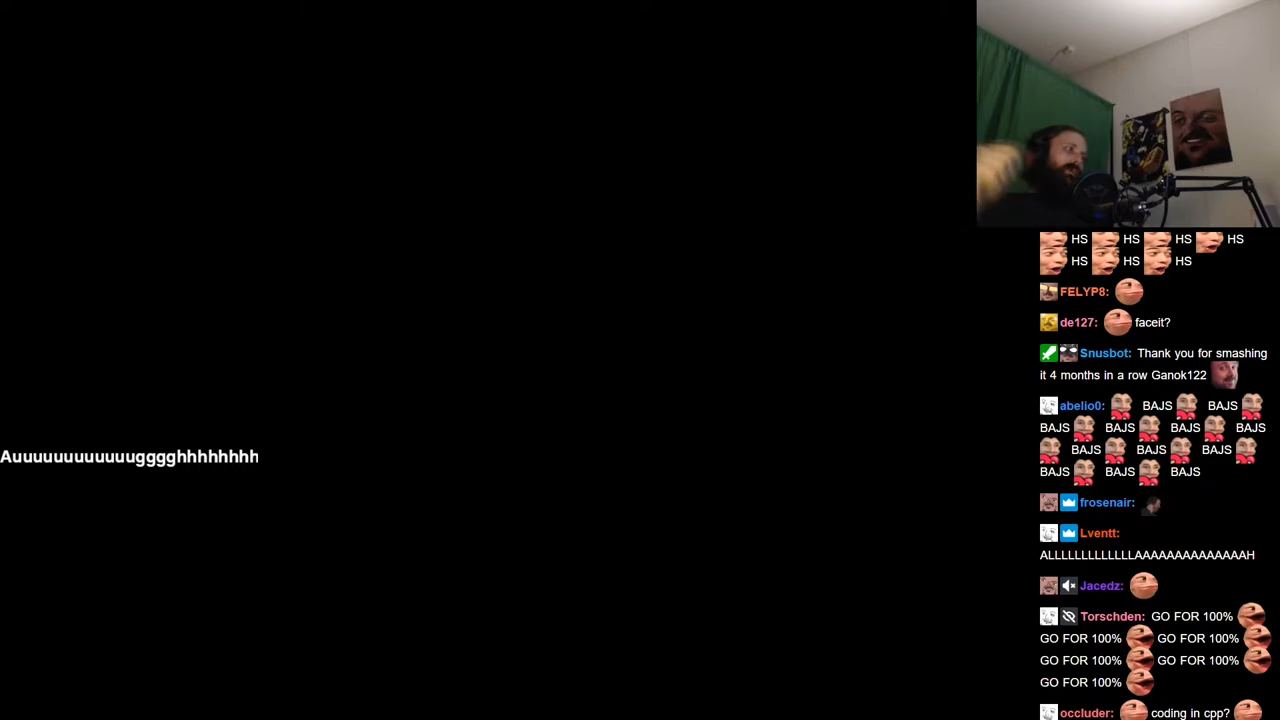 HS HS HS HS
HS HS HS
FELYP8:
de127: faceit?
Snusbot: Thank you for smashing
it 4 months in a row Ganok122
abelio0: BAJS BAJS
BAJS BAJS BAJS BAJS
BAJS BAJS BAJS
BAJS BAJS BAJS
Auuuuuuuuuuuuggggghhhhhhhh
frosenair:
Lventt:
ALLLLLLLLLLLLLAAAAAAAAAAAAAAH
Jacedz:
Torschden: GO FOR 100%
GO FOR 100% GO FOR 100%
GO FOR 100% GO FOR 100%
GO FOR 100%
occluder: coding in cpp?